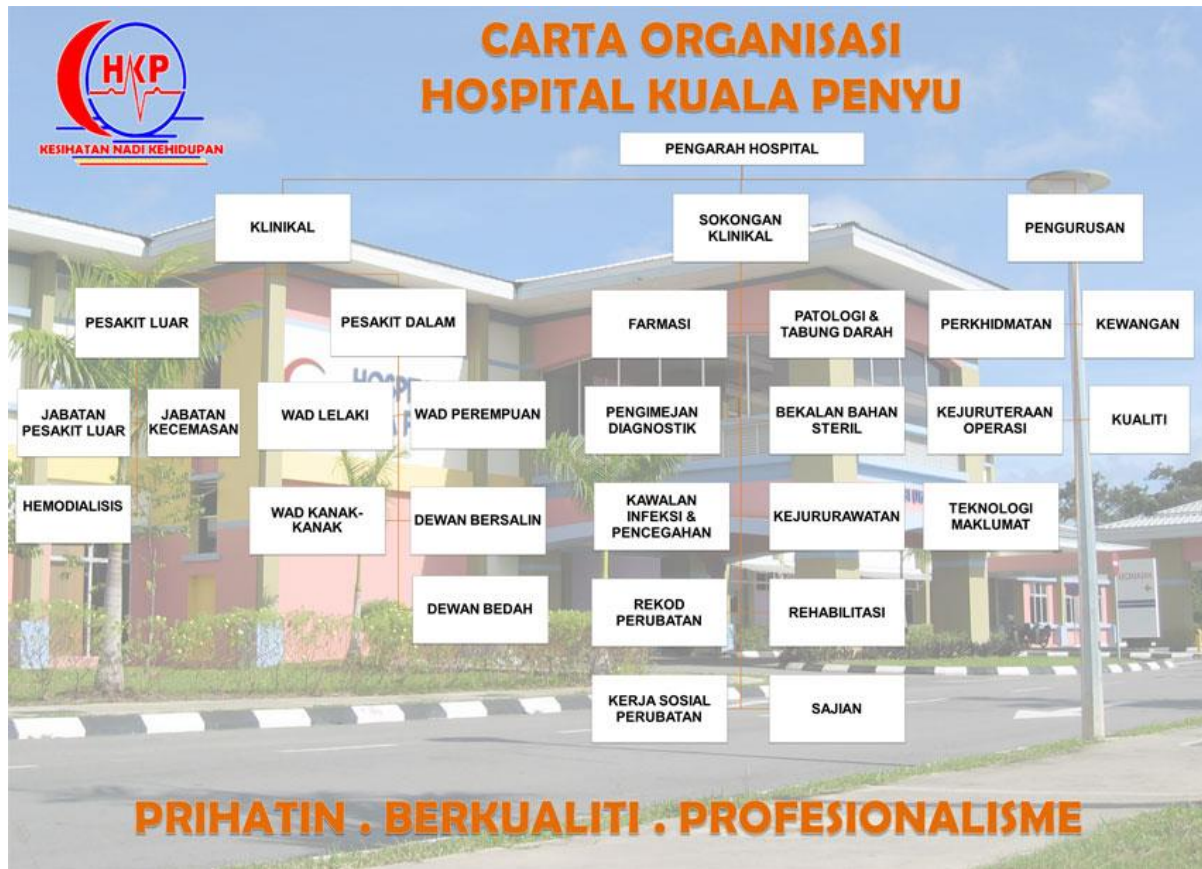 HKP
KESIHATAN NADI KEHIDUPAN
CARTA ORGANISASI
HOSPITAL KUALA PENYU
PENGARAH HOSPITAL
KLINIKAL
SOKONGAN
KLINIKAL
PENGURUSAN
PESAKIT LUAR
PESAKIT DALAM
FARMASI
PATOLOGI &
TABUNG DARAH
PERKHIDMATAN
KEWANGAN
JABATAN
PESAKIT LUAR
JABATAN
KECEMASAN
WAD LELAKI
WAD PEREMPUAN
PENGIMEJAN
DIAGNOSTIK
BEKALAN BAHAN
STERIL
KEJURUTERAAN
OPERASI
KUALITI
HEMODIALISIS
WAD KANAK-
KANAK
DEWAN BERSALIN
KAWALAN
INFEKSI &
PENCEGAHAN
KEJURURAWATAN
TEKNOLOGI
MAKLUMAT
DEWAN BEDAH
REKOD
PERUBATAN
REHABILITASI
KERJA SOSIAL
PERUBATAN
SAJIAN
PRIHATIN . BERKUALITI . PROFESIONALISME